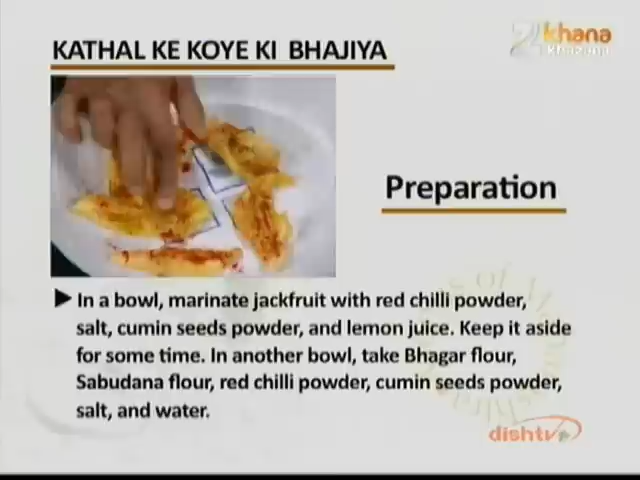 KATHAL KE KOYE KI BHAJIYA
khana
khazana
Preparation
In a bowl, marinate jackfruit with red chilli powder,
salt, cumin seeds powder, and lemon juice. Keep it aside
for some time. In another bowl, take Bhagar flour,
Sabudana flour, red chilli powder, cumin seeds powder,
salt, and water.
dishtv